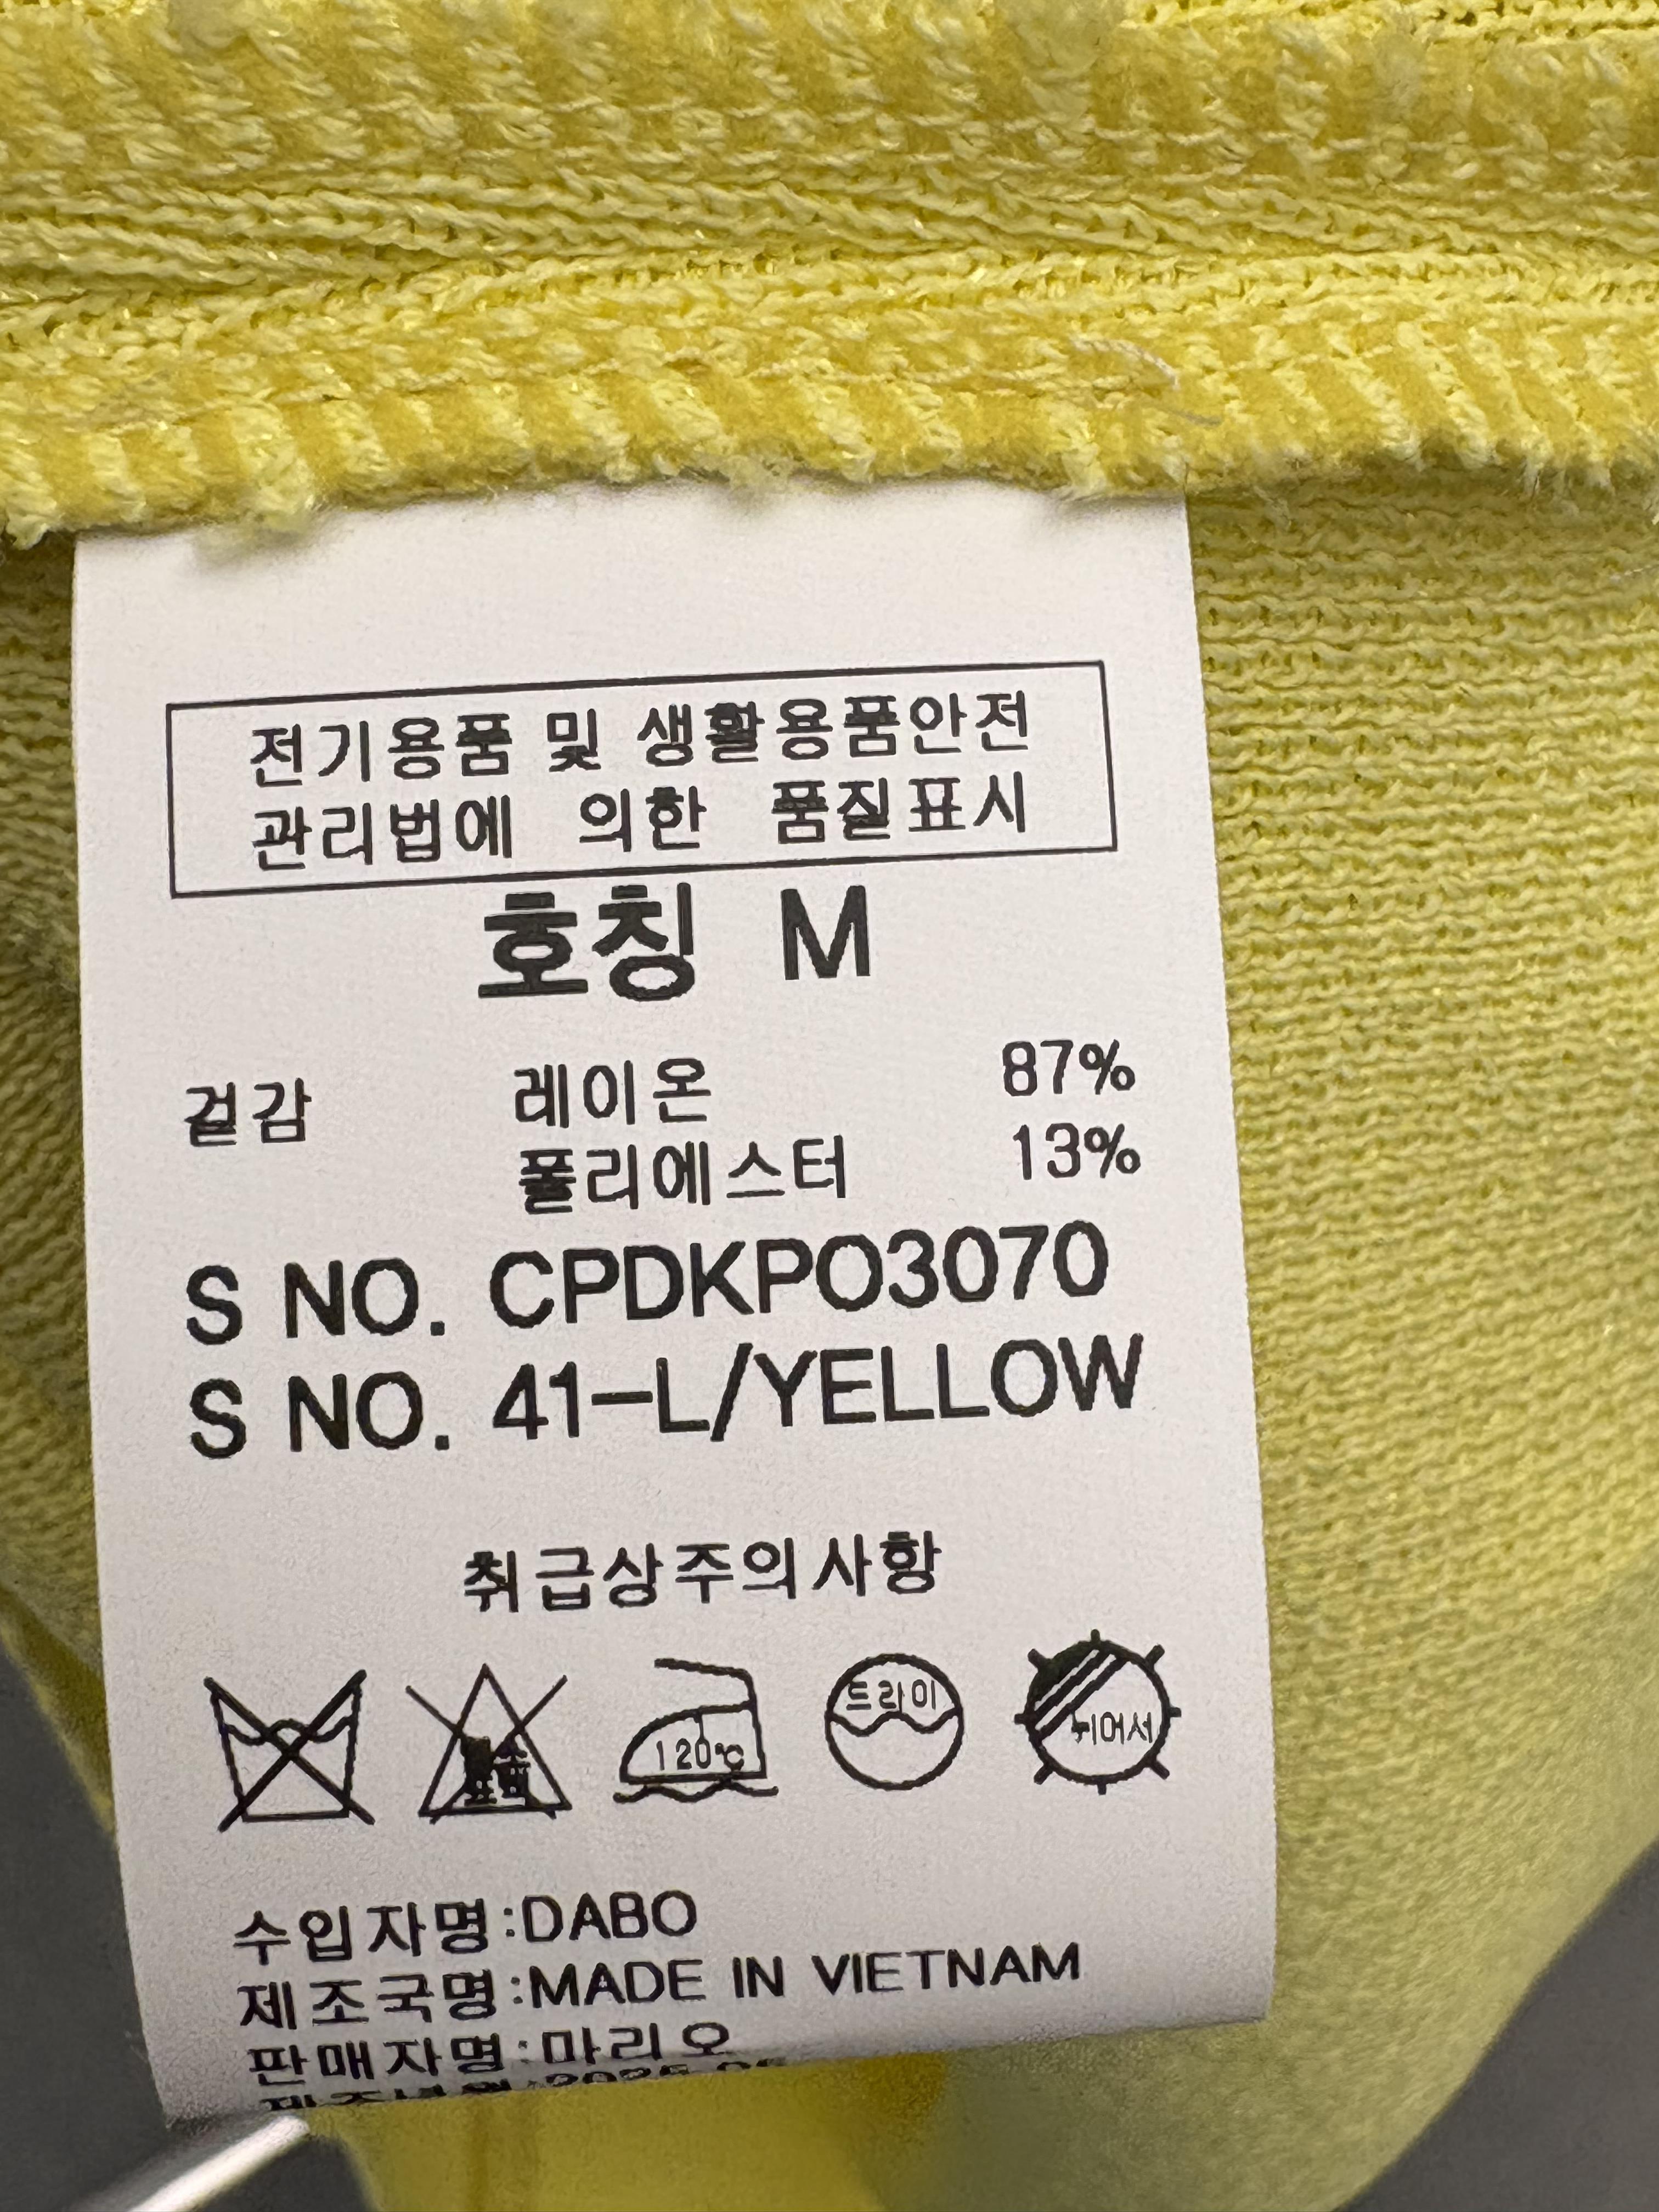 전기용품 및 생활용품안전
관리법에 의한 품질표시
호칭 M
겉감 레이온 87%
폴리에스터 13%
S NO. CPDKPO3070
S NO. 41-L/YELLOW
취급상주의사항
120℃ 드라이 뉘어서
수입자명:DABO
제조국명:MADE IN VIETNAM
판매자명:마리오